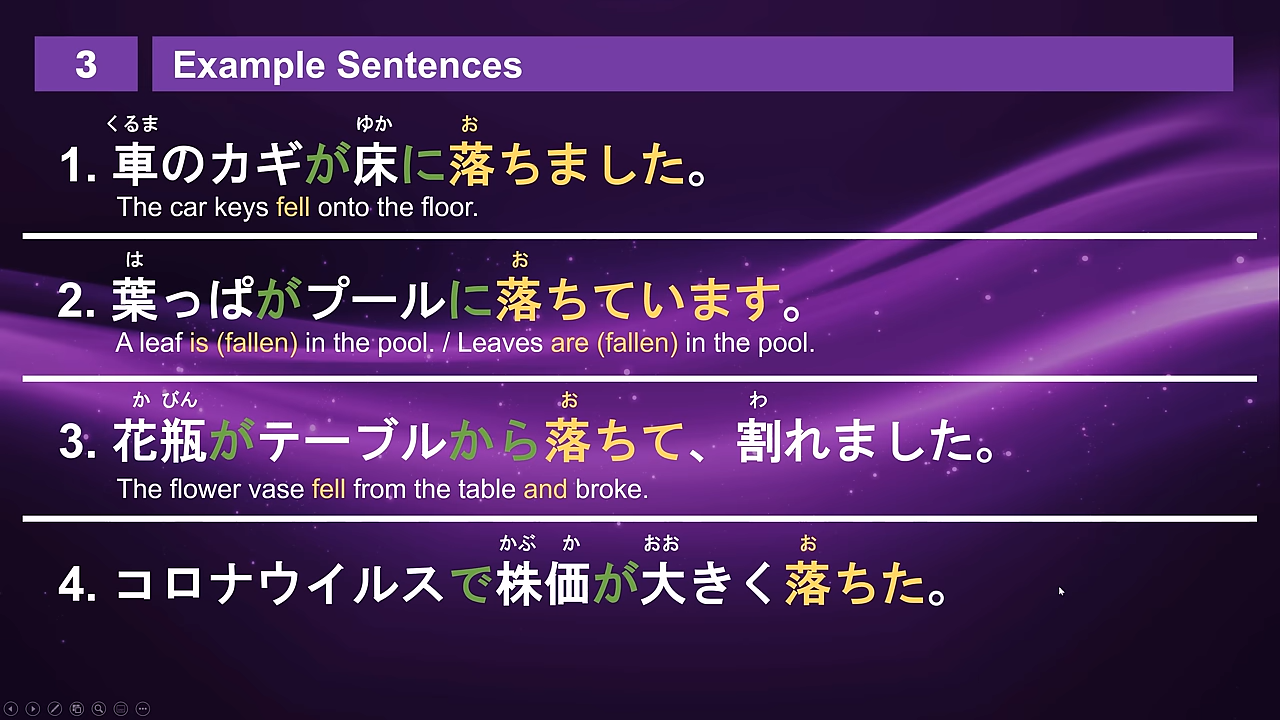 3 Example Sentences
くるま ゆか お
1. 車のカギが床に落ちました。
The car keys fell onto the floor.
は お
2. 葉っぱがプールに落ちています。
A leaf is (fallen) in the pool. / Leaves are (fallen) in the pool.
か びん お わ
3. 花瓶がテーブルから落ちて、割れました。
The flower vase fell from the table and broke.
かぶ か おお お
4. コロナウイルスで株価が大きく落ちた。